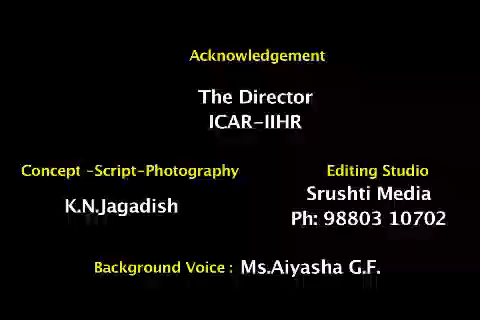 Acknowledgement
The Director
ICAR-IIHR
Concept -Script-Photography
K.N.Jagadish
Editing Studio
Srushti Media
Ph: 98803 10702
Background Voice : Ms.Aiyasha G.F.